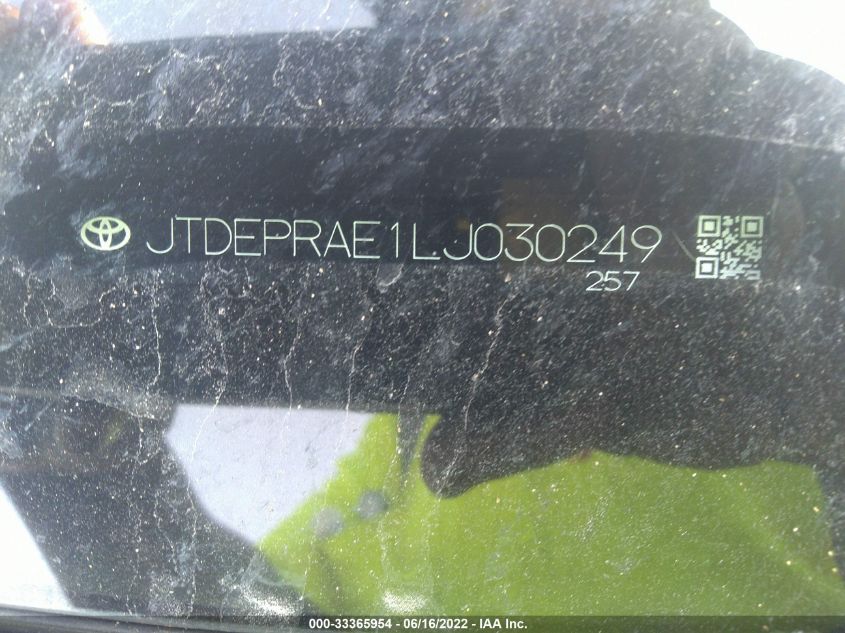 JTDEPRAE1LJ030249
257
000-33365954 - 06/16/2022 - IAA Inc.